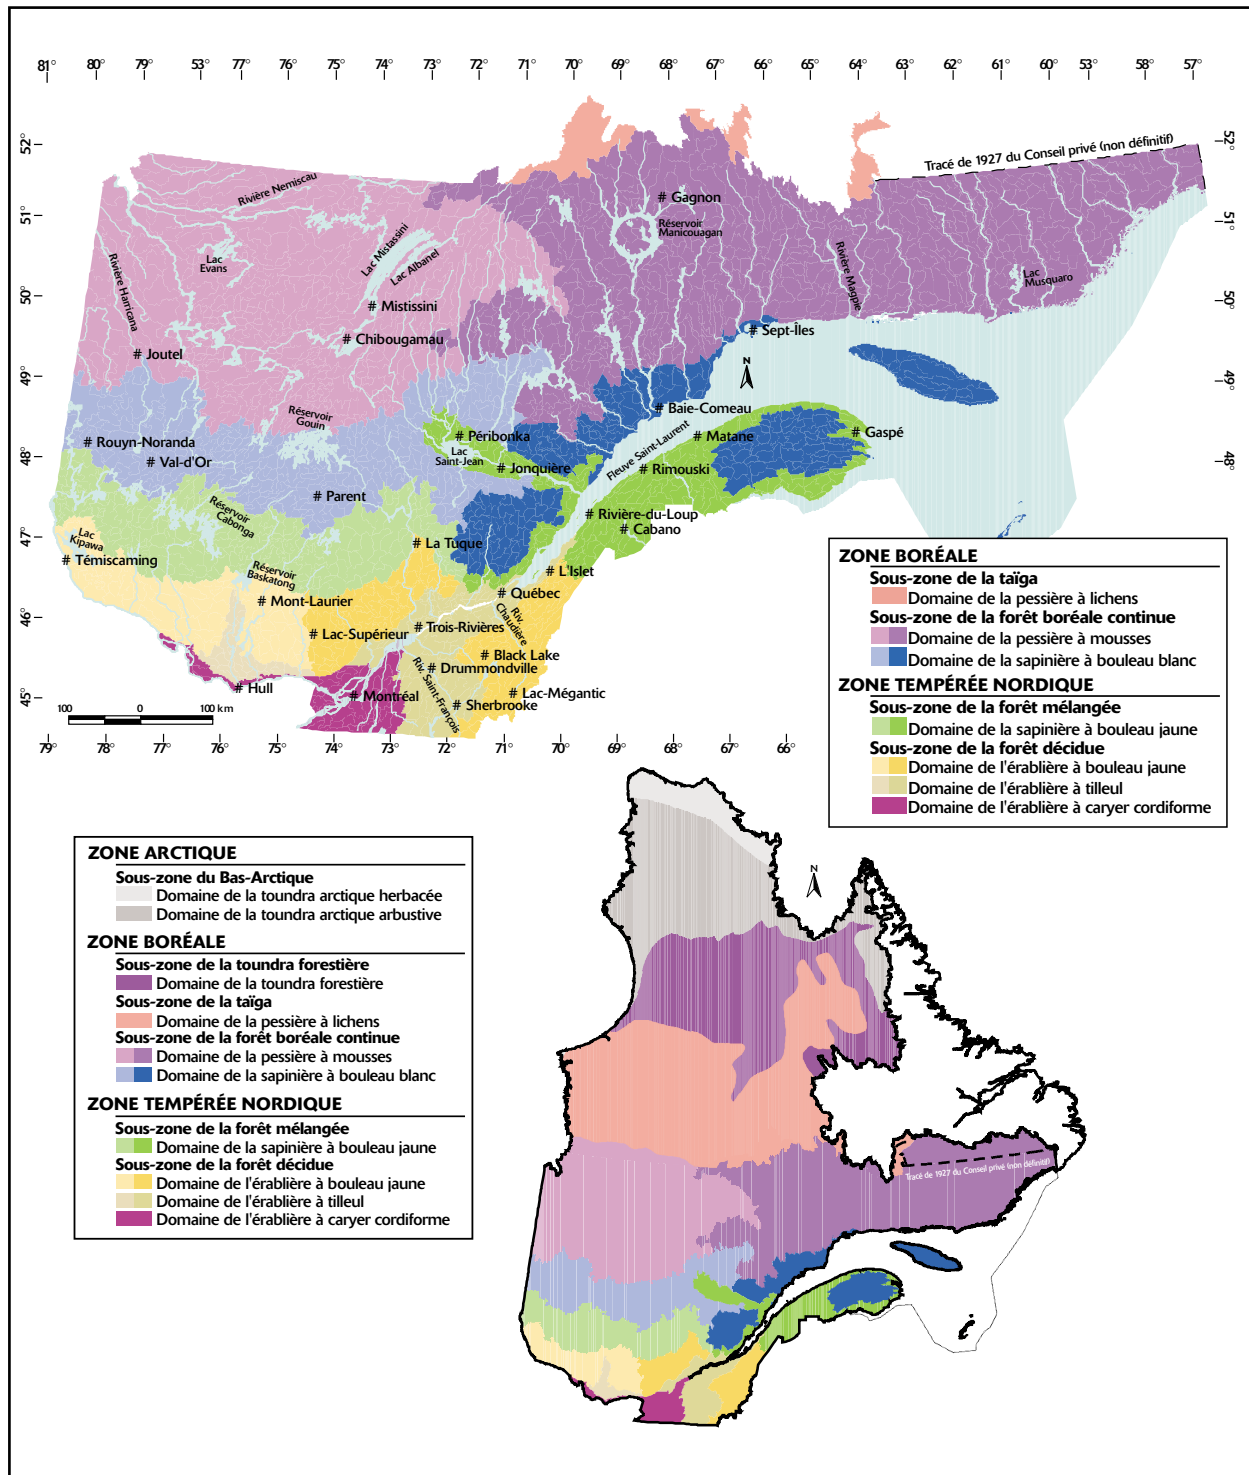 81° 80° 79° 53° 77° 76° 75° 74° 73° 72° 71° 70° 69° 68° 67° 66° 65° 64° 63° 62° 61° 60° 53° 58° 57°
52°
51°
50°
49°
48°
47°
46°
45°
52°
51°
50°
49°
48°
Tracé de 1927 du Conseil privé (non définitif)
Rivière Nemiscau
# Gagnon
Réservoir
Manicouagan
Lac Mistassini
Lac Albanel
Lac
Evans
Rivière Harricana
Rivière Magpie
Lac
Musquaro
# Mistissini
# Chibougamau
# Sept-Îles
# Joutel
N
Réservoir
Gouin
# Baie-Comeau
# Péribonka
# Matane
# Gaspé
# Rouyn-Noranda
Lac
Saint-Jean
Fleuve Saint-Laurent
# Val-d'Or
# Jonquière
# Rimouski
# Parent
Réservoir
Cabonga
# Rivière-du-Loup
# Cabano
Lac
Kipawa
# La Tuque
# Témiscaming
Réservoir
Baskatong
# L'Islet
# Mont-Laurier
# Québec
Riv.
Chaudière
# Lac-Supérieur
# Trois-Rivières
# Black Lake
# Drummondville
Riv. Saint-François
# Hull
# Montréal
# Lac-Mégantic
# Sherbrooke
100 0 100 km
79° 78° 77° 76° 75° 74° 73° 72° 71° 70° 69° 68° 67° 66°
ZONE BORÉALE
Sous-zone de la taïga
Domaine de la pessière à lichens
Sous-zone de la forêt boréale continue
Domaine de la pessière à mousses
Domaine de la sapinière à bouleau blanc
ZONE TEMPÉRÉE NORDIQUE
Sous-zone de la forêt mélangée
Domaine de la sapinière à bouleau jaune
Sous-zone de la forêt décidue
Domaine de l'érablière à bouleau jaune
Domaine de l'érablière à tilleul
Domaine de l'érablière à caryer cordiforme
ZONE ARCTIQUE
Sous-zone du Bas-Arctique
Domaine de la toundra arctique herbacée
Domaine de la toundra arctique arbustive
ZONE BORÉALE
Sous-zone de la toundra forestière
Domaine de la toundra forestière
Sous-zone de la taïga
Domaine de la pessière à lichens
Sous-zone de la forêt boréale continue
Domaine de la pessière à mousses
Domaine de la sapinière à bouleau blanc
ZONE TEMPÉRÉE NORDIQUE
Sous-zone de la forêt mélangée
Domaine de la sapinière à bouleau jaune
Sous-zone de la forêt décidue
Domaine de l'érablière à bouleau jaune
Domaine de l'érablière à tilleul
Domaine de l'érablière à caryer cordiforme
N
Tracé de 1927 du Conseil privé (non définitif)